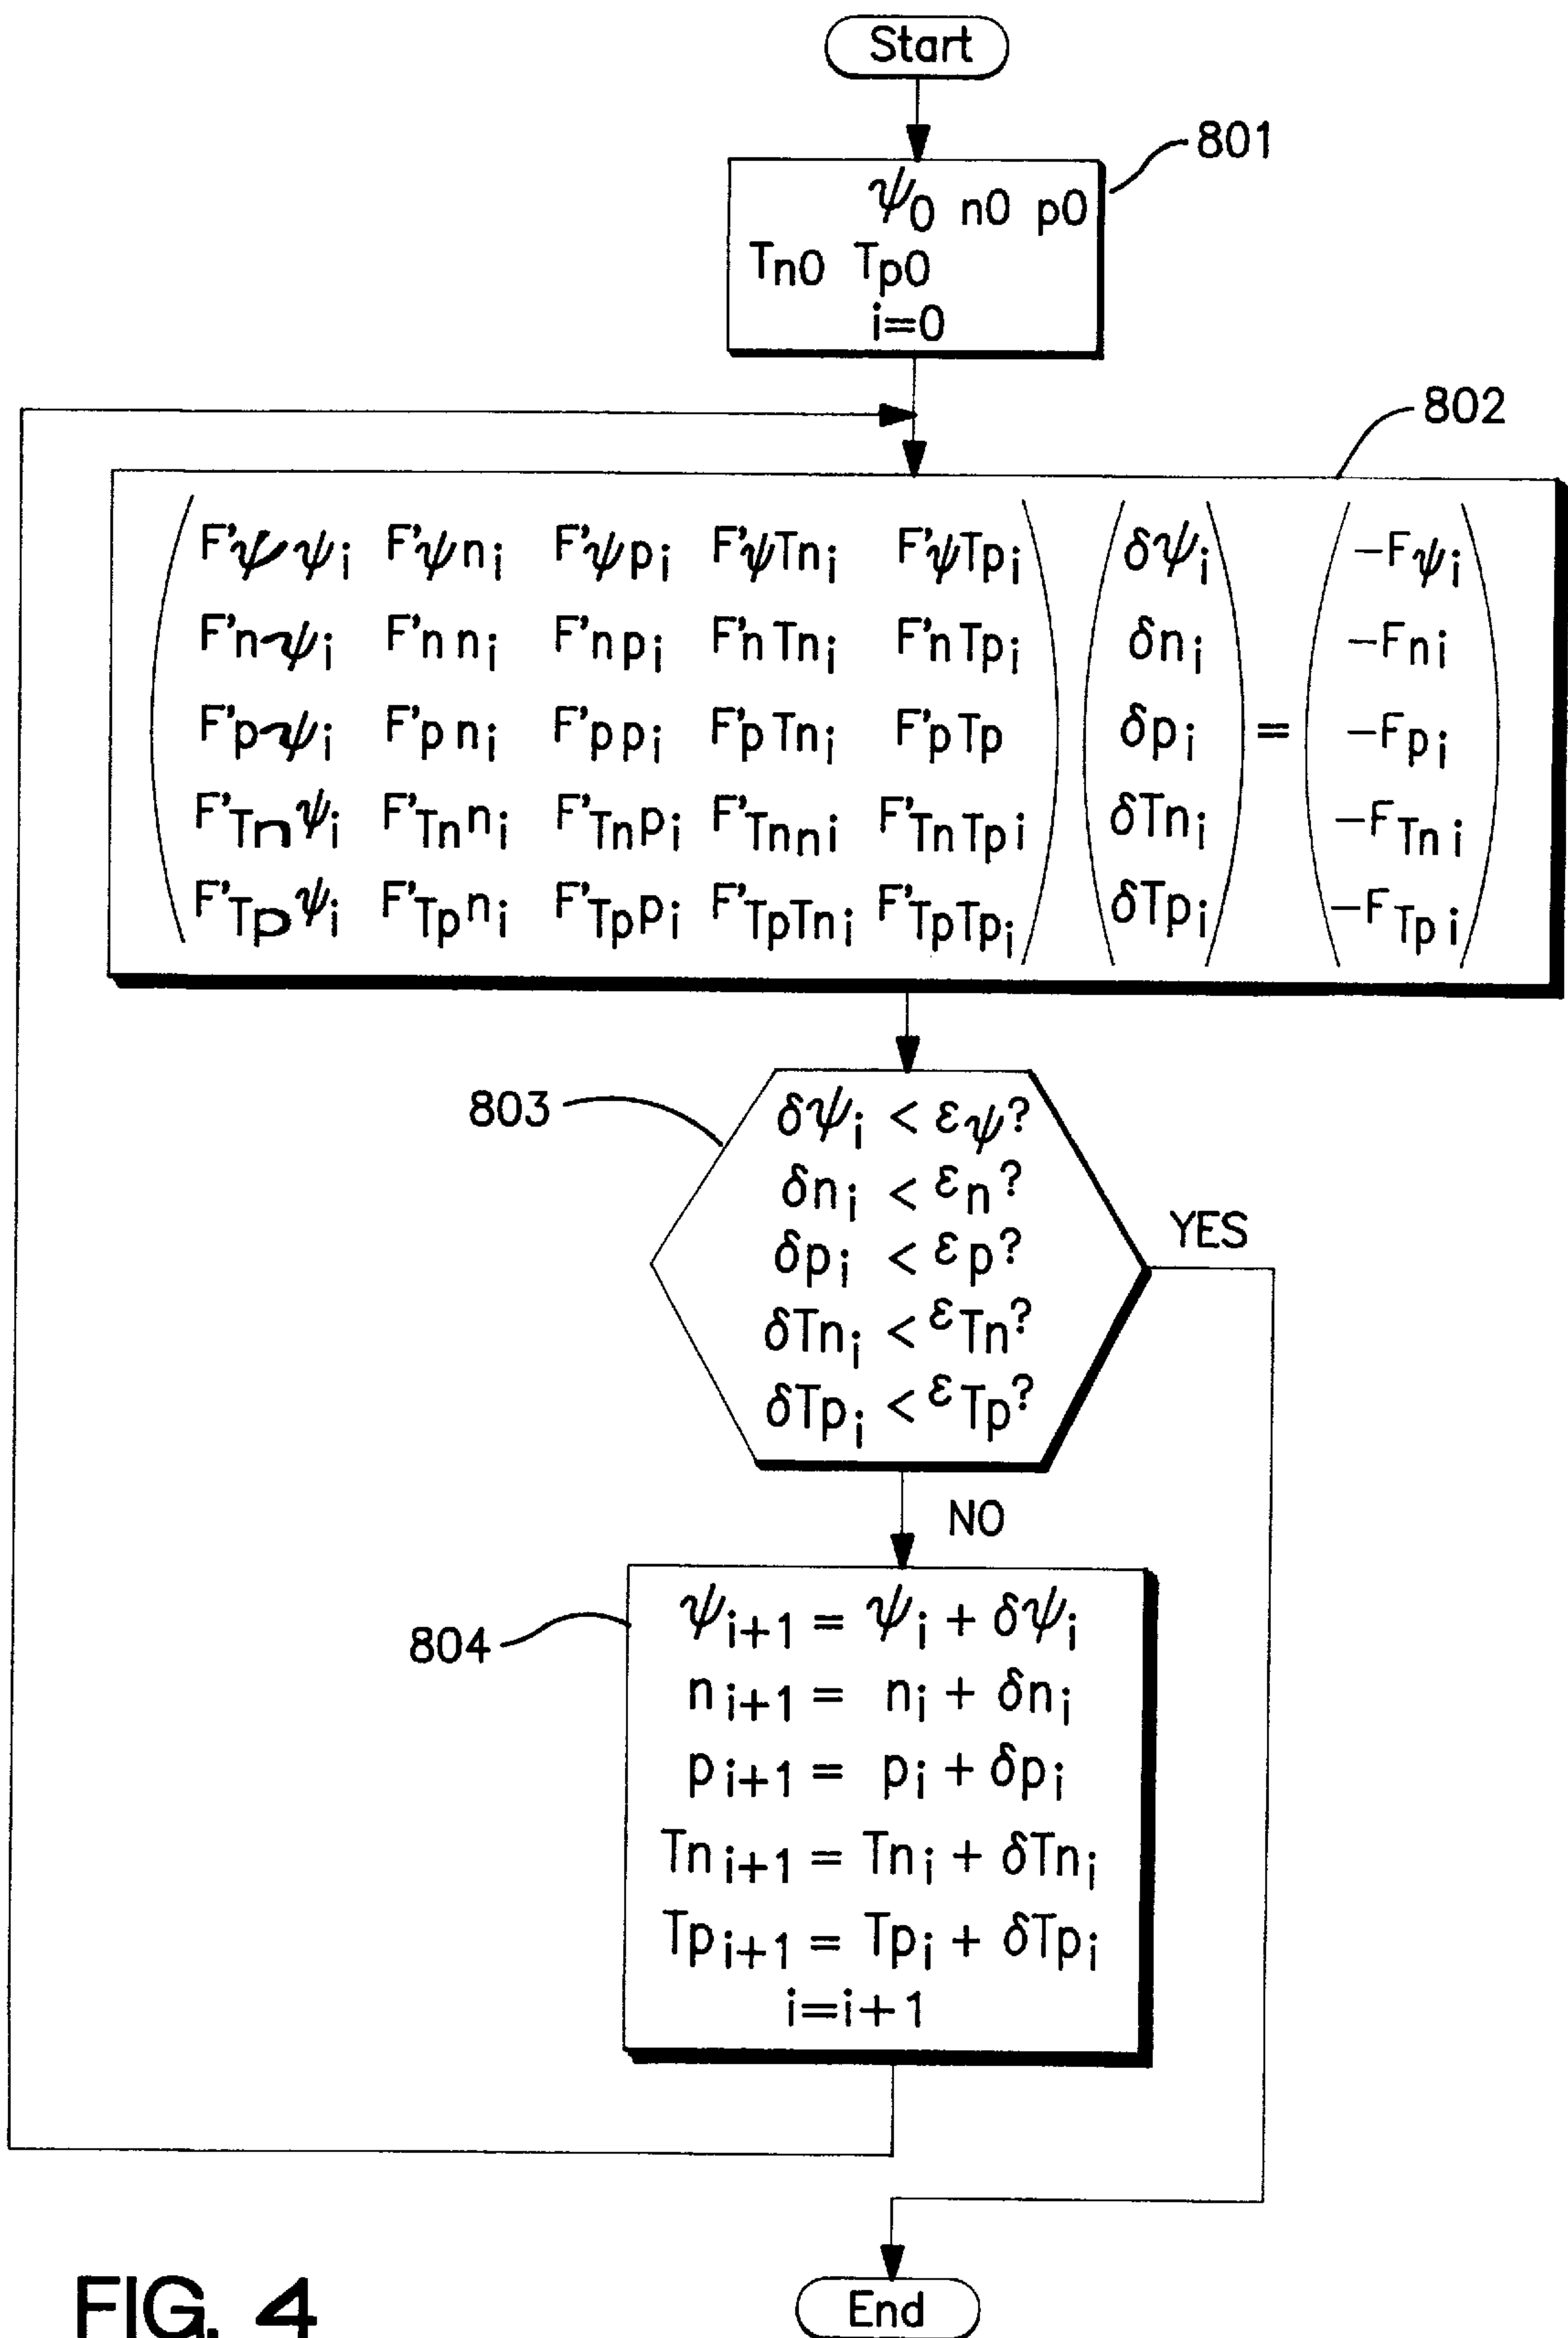 Start
801
ψ0 n0 p0
Tn0 Tp0
i=0
802
F'ψψi F'ψni F'ψpi F'ψTni F'ψTpi δψi -Fψi
F'nψi F'nni F'npi F'nTni F'nTpi δni -Fni
F'pψi F'pni F'ppi F'pTni F'pTp δpi = -Fpi
F'Tnψi F'Tnni F'Tnpi F'Tnni F'TnTpi δTni -FTni
F'Tpψi F'Tpni F'Tppi F'TpTni F'TpTpi δTpi -FTpi
803
δψi < εψ?
δni < εn?
δpi < εp?
δTni < εTn?
δTpi < εTp?
YES
NO
804
ψi+1 = ψi + δψi
ni+1 = ni + δni
pi+1 = pi + δpi
Tni+1 = Tni + δTni
Tpi+1 = Tpi + δTpi
i=i+1
End
FIG. 4